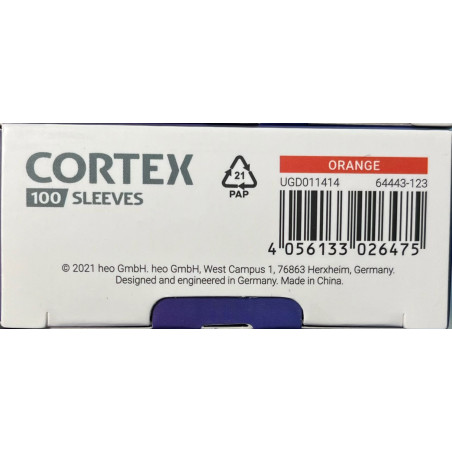 CORTEX
100 SLEEVES
21
PAP
ORANGE
UGD011414 64443-123
4 056133 026475
© 2021 heo GmbH. heo GmbH, West Campus 1, 76863 Herxheim, Germany.
Designed and engineered in Germany. Made in China.